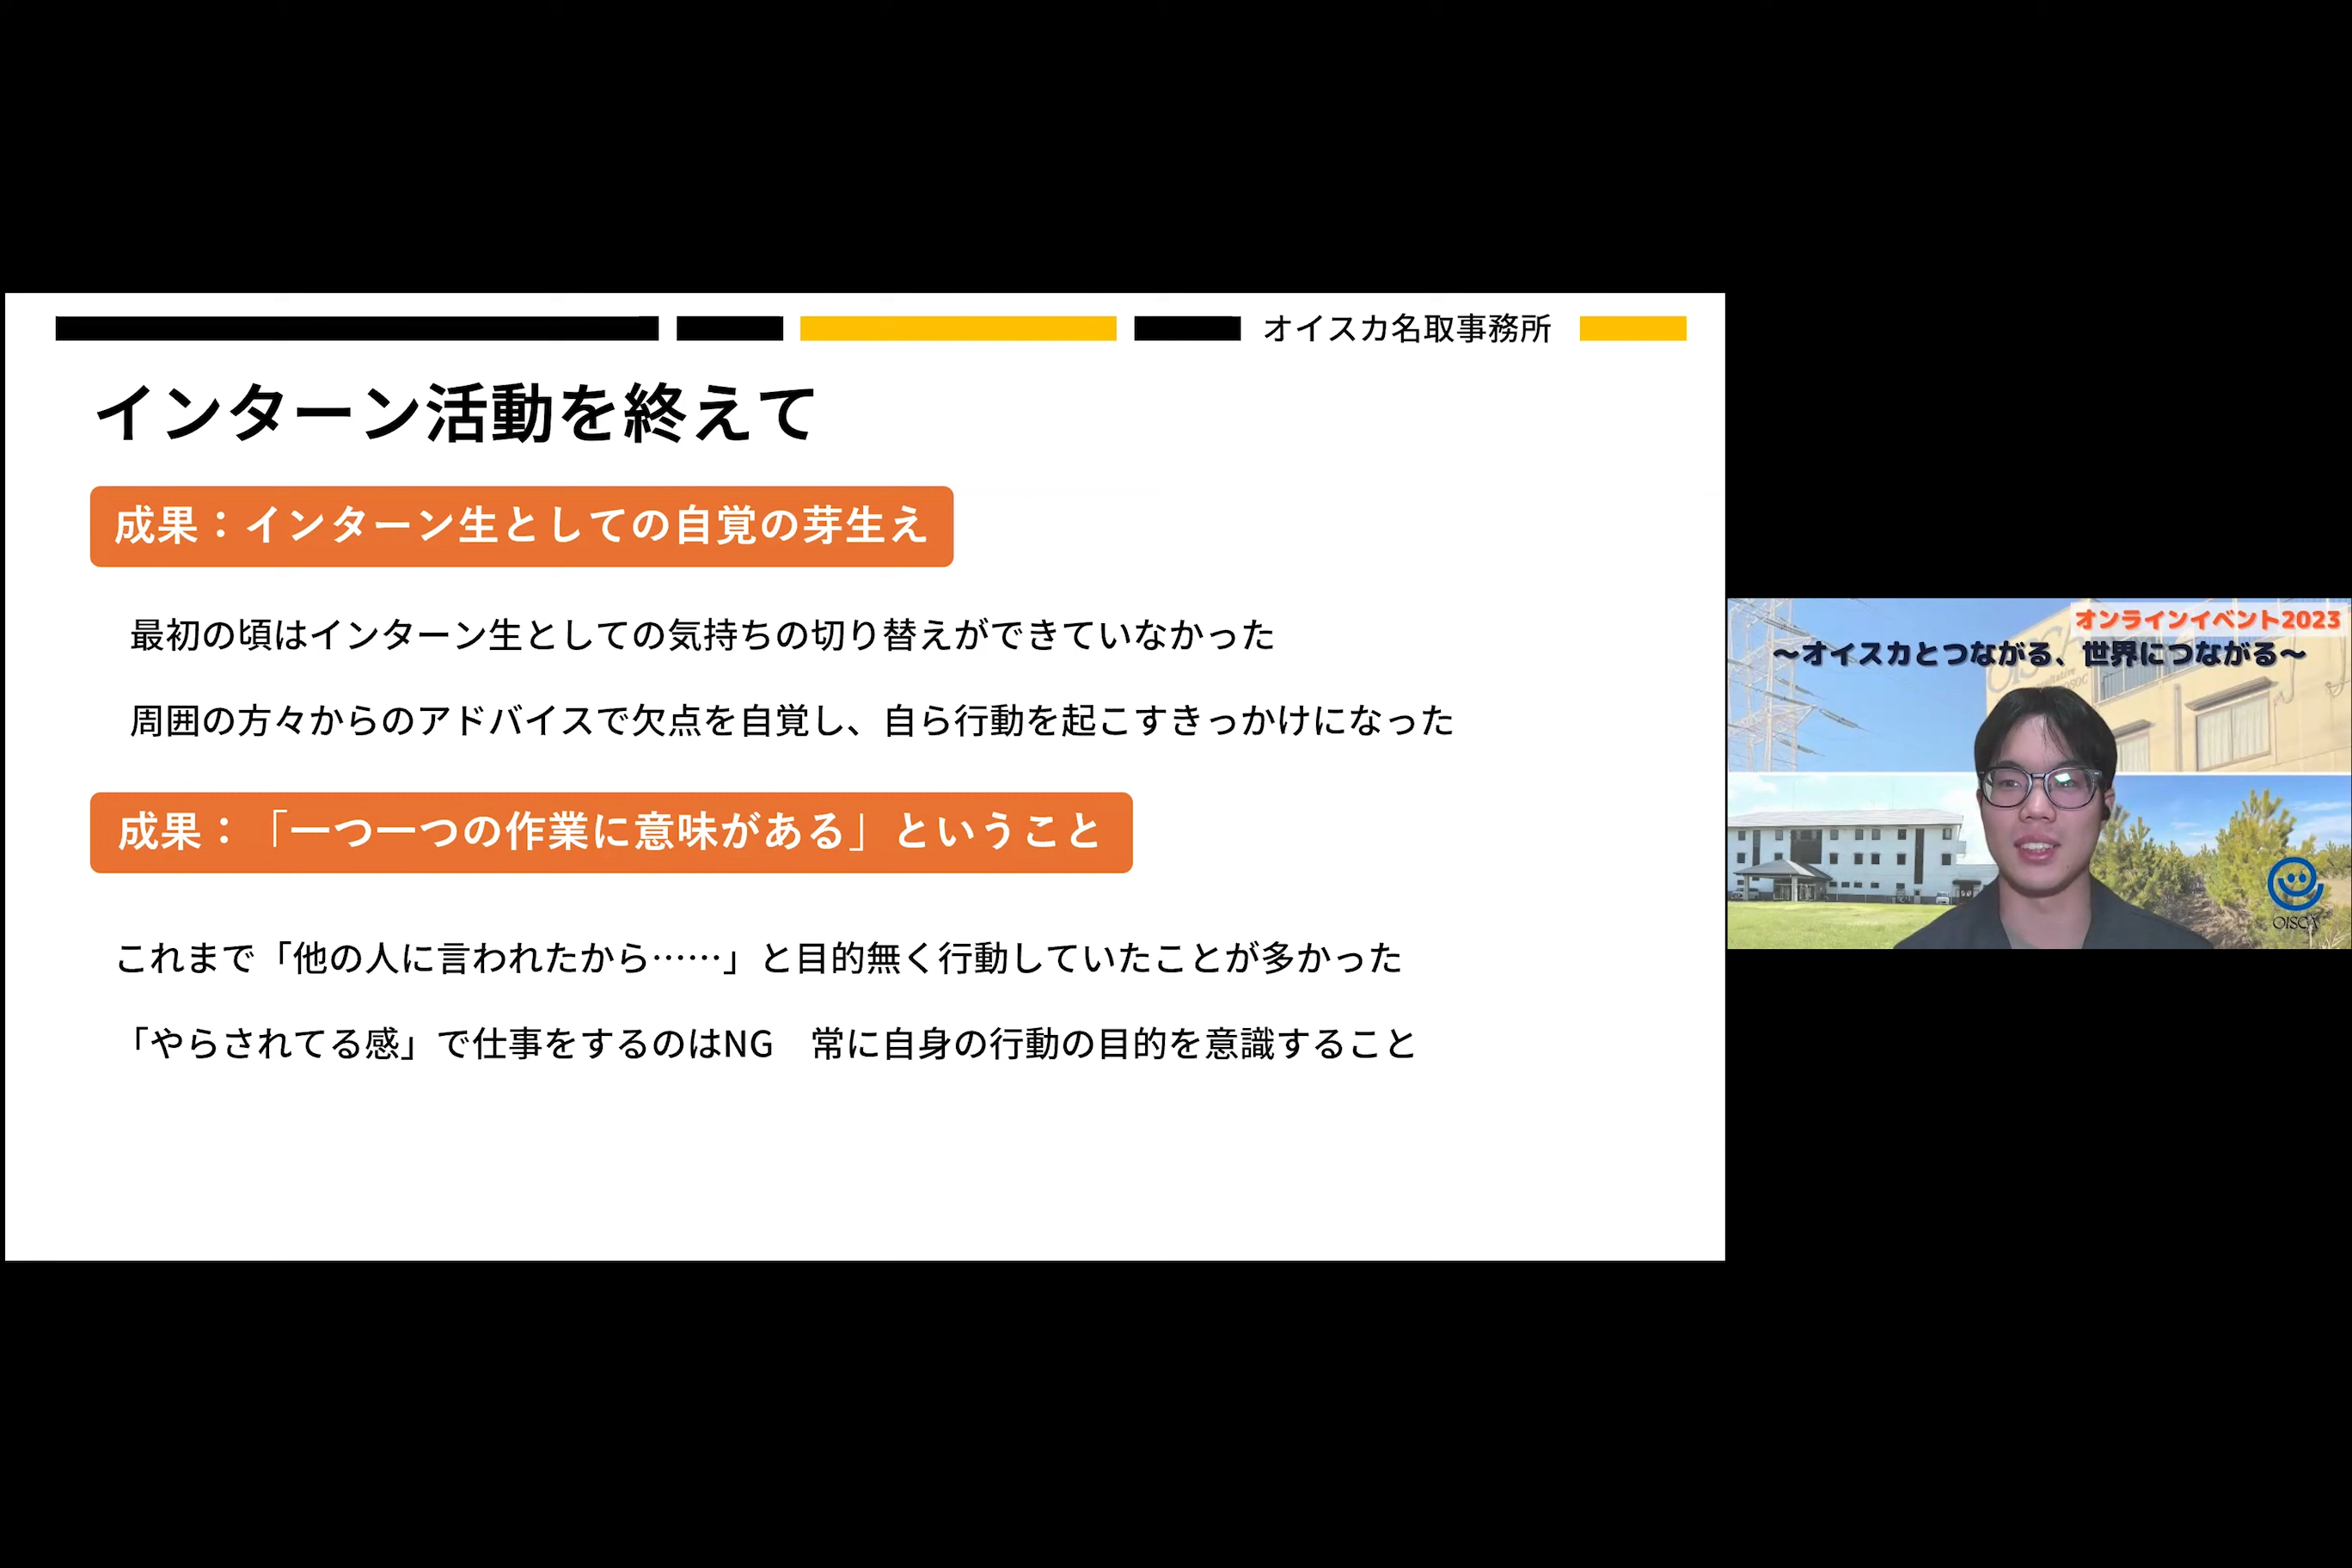 オイスカ名取事務所
インターン活動を終えて
成果：インターン生としての自覚の芽生え
最初の頃はインターン生としての気持ちの切り替えができていなかった
周囲の方々からのアドバイスで欠点を自覚し、自ら行動を起こすきっかけになった
成果：「一つ一つの作業に意味がある」ということ
これまで「他の人に言われたから……」と目的無く行動していたことが多かった
「やらされてる感」で仕事をするのはNG　常に自身の行動の目的を意識すること
オンラインイベント2023
～オイスカとつながる、世界につながる～
OISCA